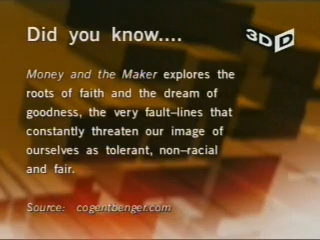 Did you know....
3DD
Money and the Maker explores the
roots of faith and the dream of
goodness, the very fault–lines that
constantly threaten our image of
ourselves as tolerant, non–racial
and fair.
Source: cogentbenger.com